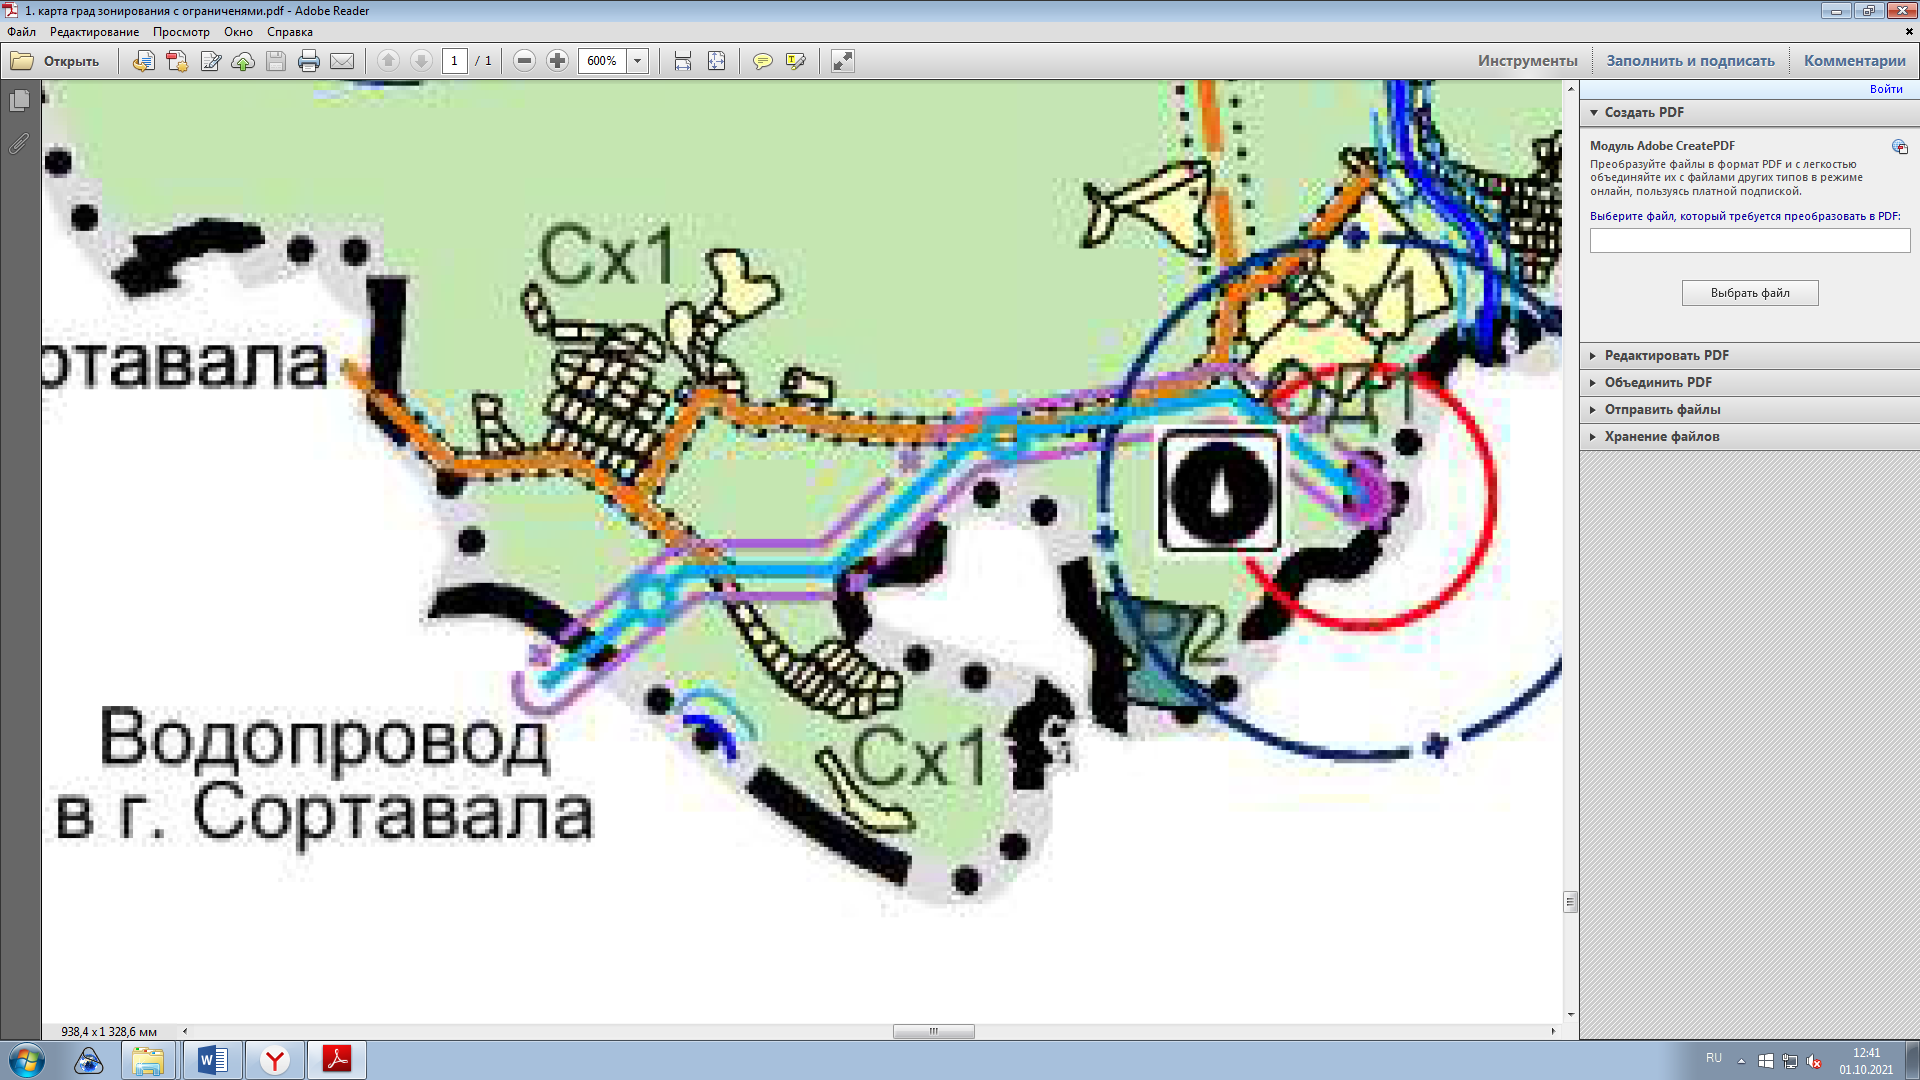 1. карта град зонирования с ограничениями.pdf - Adobe Reader
Файл Редактирование Просмотр Окно Справка
Открыть 1 / 1 600% Инструменты Заполнить и подписать Комментарии
Войти
Создать PDF
Модуль Adobe CreatePDF
Преобразуйте файлы в формат PDF и с легкостью
объединяйте их с файлами других типов в режиме
онлайн, пользуясь платной подпиской.
Выберите файл, который требуется преобразовать в PDF:
Выбрать файл
Редактировать PDF
Объединить PDF
Отправить файлы
Хранение файлов
Сх1
ртавала
Водопровод
в г. Сортавала
Сх1
938,4 x 1 328,6 мм
RU
12:41
01.10.2021